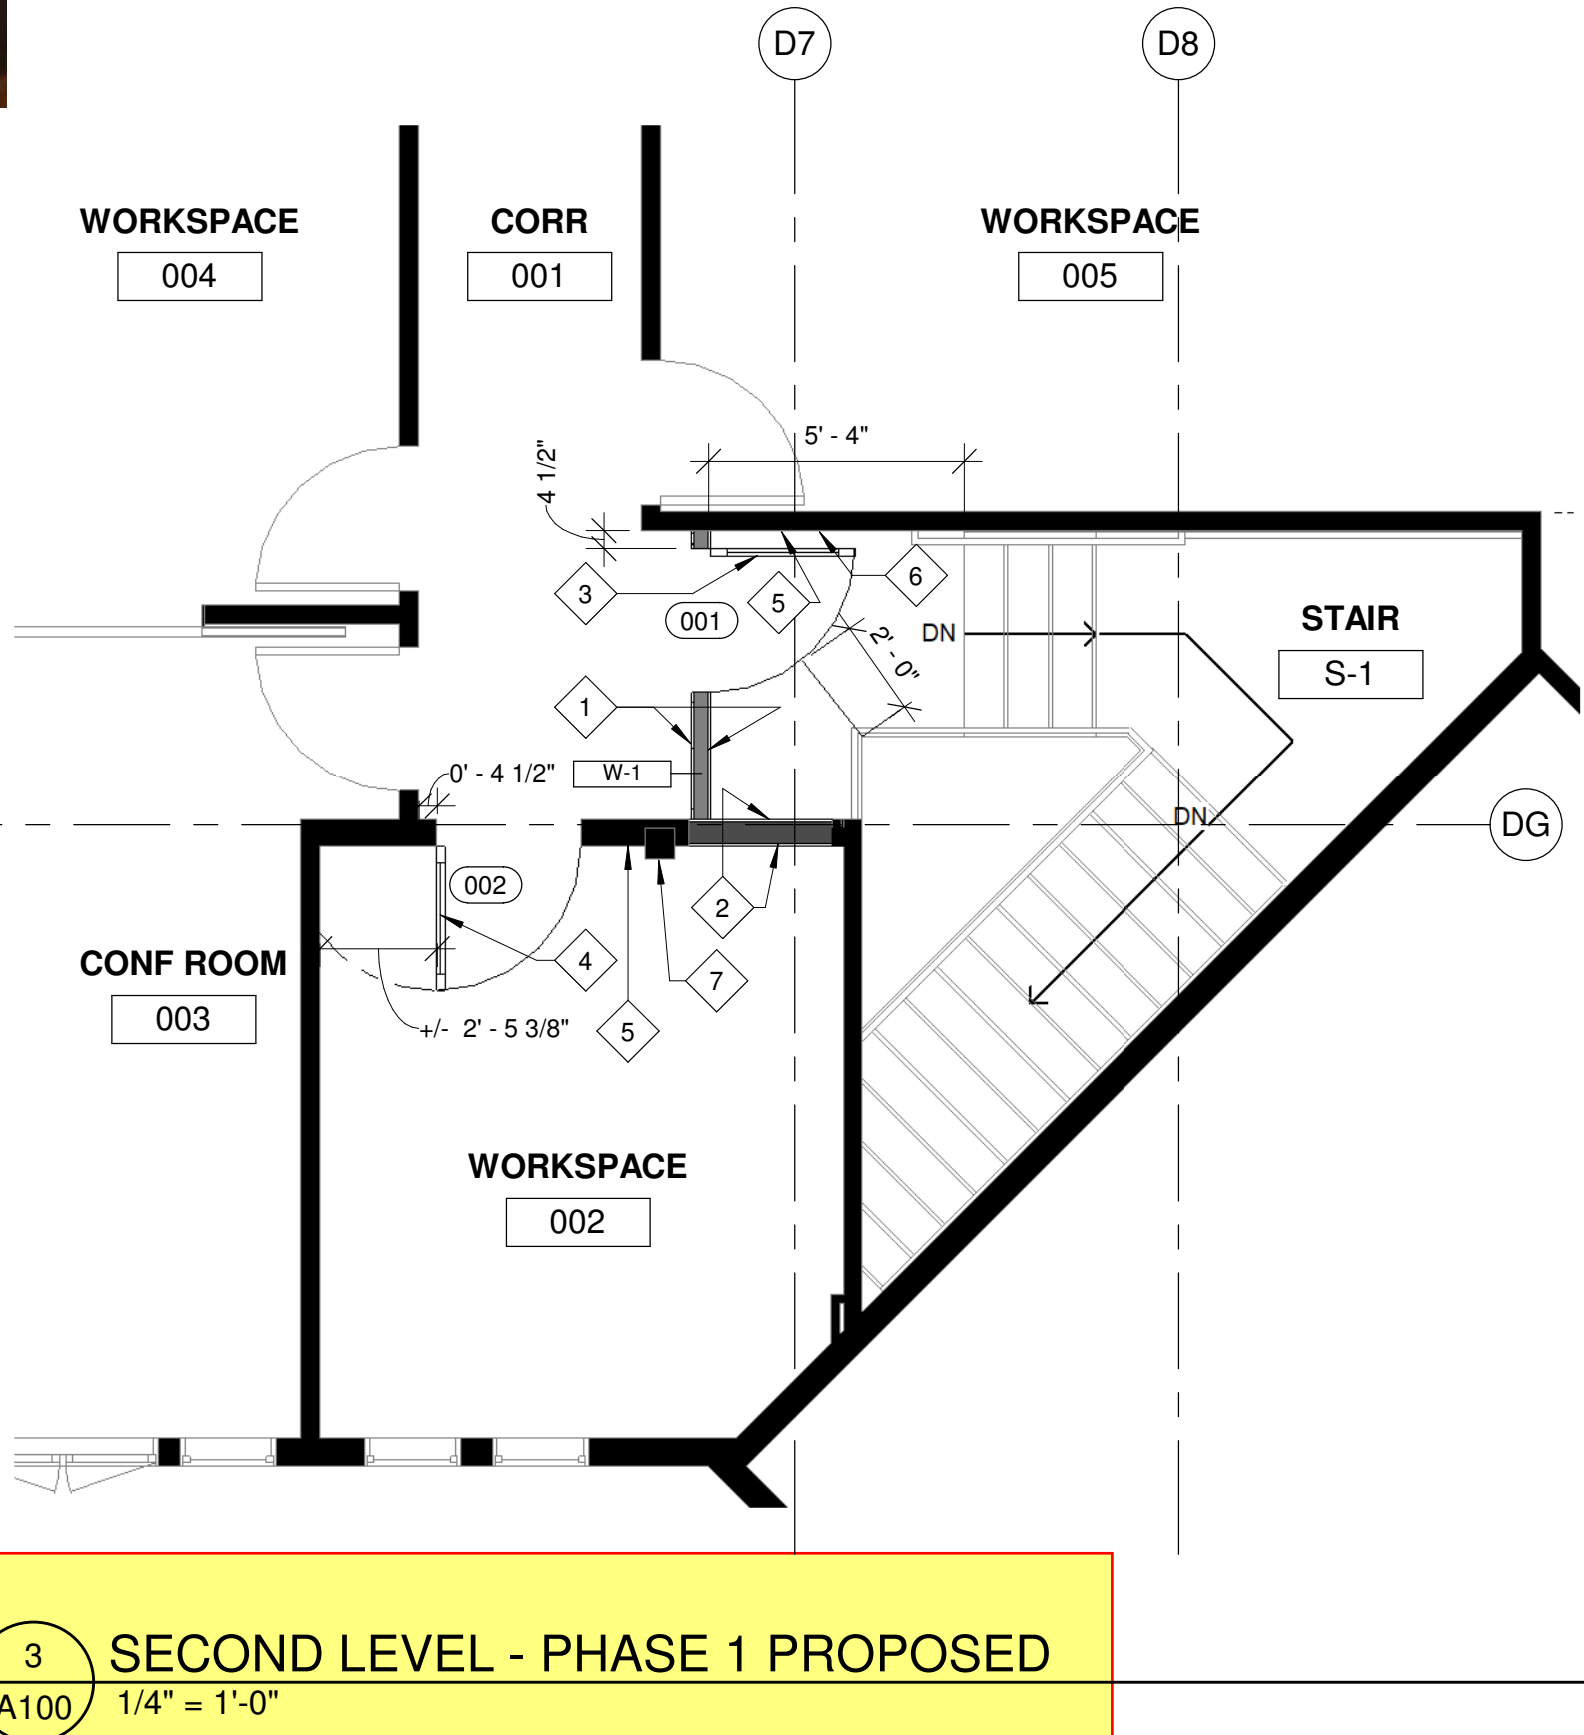 D7
D8
WORKSPACE
004
CORR
001
WORKSPACE
005
5' - 4"
4 1/2"
3
001
5
6
2' - 0"
DN
STAIR
S-1
1
0' - 4 1/2"
W-1
DN
DG
002
2
CONF ROOM
003
4
7
+/- 2' - 5 3/8"
5
WORKSPACE
002
3
A100
SECOND LEVEL - PHASE 1 PROPOSED
1/4" = 1'-0"